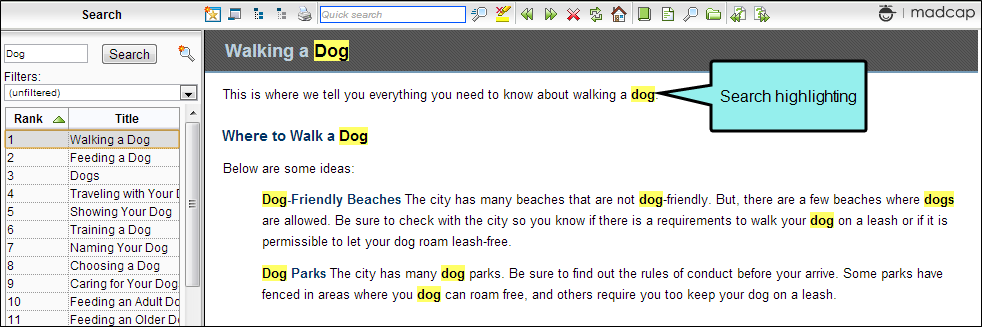 Search
Quick search
madcap
Dog
Search
Filters:
(unfiltered)
Rank Title
1 Walking a Dog
2 Feeding a Dog
3 Dogs
4 Traveling with Your D
5 Showing Your Dog
6 Training a Dog
7 Naming Your Dog
8 Choosing a Dog
9 Caring for Your Dog
10 Feeding an Adult Do
11 Feeding an Older D
Walking a Dog
This is where we tell you everything you need to know about walking a dog.
Search highlighting
Where to Walk a Dog
Below are some ideas:
Dog-Friendly Beaches The city has many beaches that are not dog-friendly. But, there are a few beaches where dogs
are allowed. Be sure to check with the city so you know if there is a requirements to walk your dog on a leash or if it is
permissible to let your dog roam leash-free.
Dog Parks The city has many dog parks. Be sure to find out the rules of conduct before your arrive. Some parks have
fenced in areas where you dog can roam free, and others require you too keep your dog on a leash.